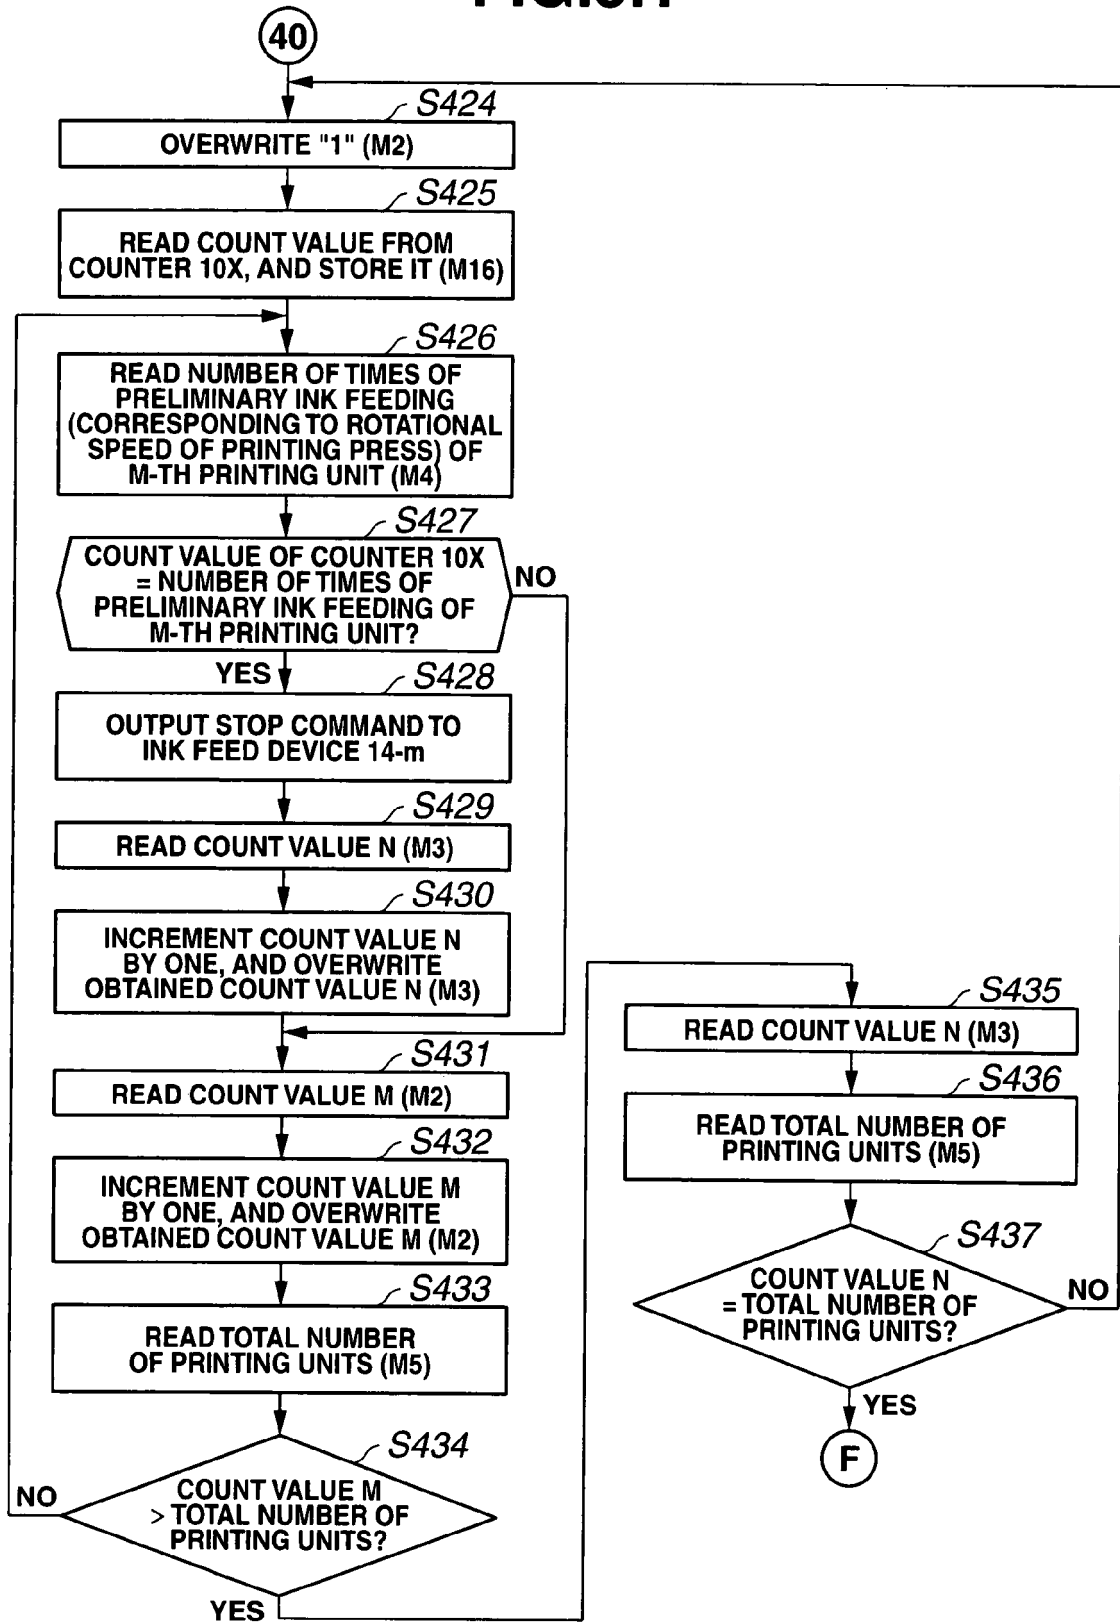 40
S424
OVERWRITE "1" (M2)
S425
READ COUNT VALUE FROM
COUNTER 10X, AND STORE IT (M16)
S426
READ NUMBER OF TIMES OF
PRELIMINARY INK FEEDING
(CORRESPONDING TO ROTATIONAL
SPEED OF PRINTING PRESS) OF
M-TH PRINTING UNIT (M4)
S427
COUNT VALUE OF COUNTER 10X
= NUMBER OF TIMES OF
PRELIMINARY INK FEEDING OF
M-TH PRINTING UNIT?
NO
YES
S428
OUTPUT STOP COMMAND TO
INK FEED DEVICE 14-m
S429
READ COUNT VALUE N (M3)
S430
INCREMENT COUNT VALUE N
BY ONE, AND OVERWRITE
OBTAINED COUNT VALUE N (M3)
S431
READ COUNT VALUE M (M2)
S432
INCREMENT COUNT VALUE M
BY ONE, AND OVERWRITE
OBTAINED COUNT VALUE M (M2)
S433
READ TOTAL NUMBER
OF PRINTING UNITS (M5)
S434
COUNT VALUE M
> TOTAL NUMBER OF
PRINTING UNITS?
NO
YES
S435
READ COUNT VALUE N (M3)
S436
READ TOTAL NUMBER OF
PRINTING UNITS (M5)
S437
COUNT VALUE N
= TOTAL NUMBER OF
PRINTING UNITS?
NO
YES
F